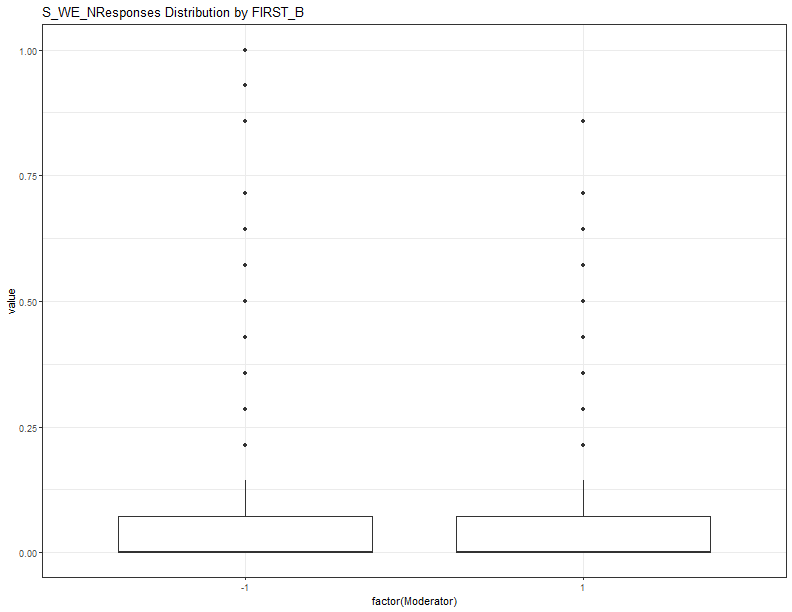 S_WE_NResponses Distribution by FIRST_B
1.00
0.75
0.50
0.25
0.00
value
-1 1
factor(Moderator)